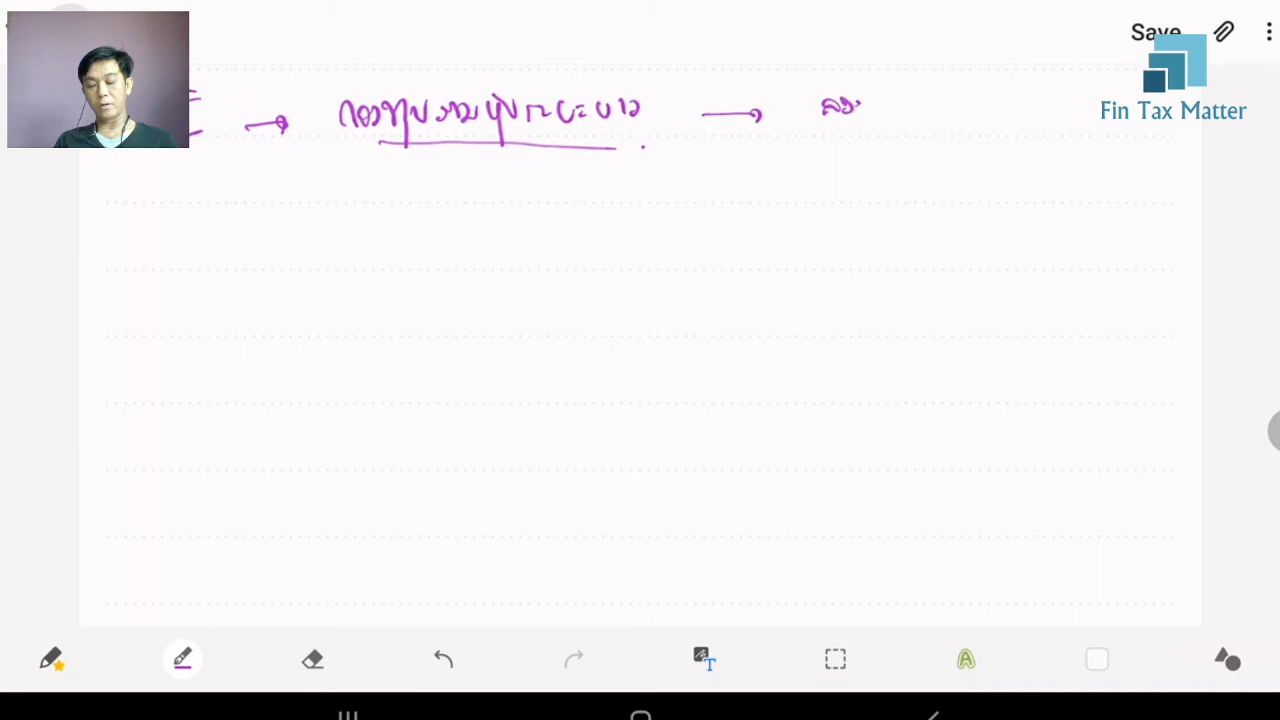 Save
Fin Tax Matter
→ กองทุนรวมหุ้นระยะยาว →